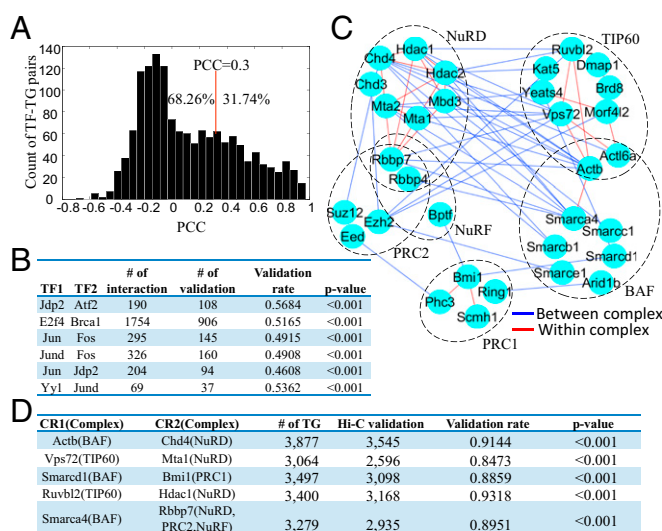 A
Count of TF-TG pairs
140
120
100
80
60
40
20
0
PCC=0.3
68.26% 31.74%
-0.8 -0.6 -0.4 -0.2 0 0.2 0.4 0.6 0.8 1
PCC
B
TF1 TF2 # of interaction # of validation Validation rate p-value
Jdp2 Atf2 190 108 0.5684 <0.001
E2f4 Brca1 1754 906 0.5165 <0.001
Jun Fos 295 145 0.4915 <0.001
Jund Fos 326 160 0.4908 <0.001
Jun Jdp2 204 94 0.4608 <0.001
Yy1 Jund 69 37 0.5362 <0.001
C
NuRD
Hdac1
Chd4
Hdac2
Chd3
Mbd3
Mta2
Mta1
Rbbp7
Rbbp4
TIP60
Ruvbl2
Dmap1
Kat5
Brd8
Yeats4
Vps72
Morf4l2
Actl6a
Actb
Suz12
Ezh2
Eed
PRC2
Bptf
NuRF
Smarca4
Smarcc1
Smarcb1
Smarcd1
Smarce1
Arid1b
BAF
Bmi1
Phc3
Ring1
Scmh1
PRC1
Between complex
Within complex
D
CR1(Complex) CR2(Complex) # of TG Hi-C validation Validation rate p-value
Actb(BAF) Chd4(NuRD) 3,877 3,545 0.9144 <0.001
Vps72(TIP60) Mta1(NuRD) 3,064 2,596 0.8473 <0.001
Smarcd1(BAF) Bmi1(PRC1) 3,497 3,098 0.8859 <0.001
Ruvbl2(TIP60) Hdac1(NuRD) 3,400 3,168 0.9318 <0.001
Smarca4(BAF) Rbbp7(NuRD, PRC2,NuRF) 3,279 2,935 0.8951 <0.001